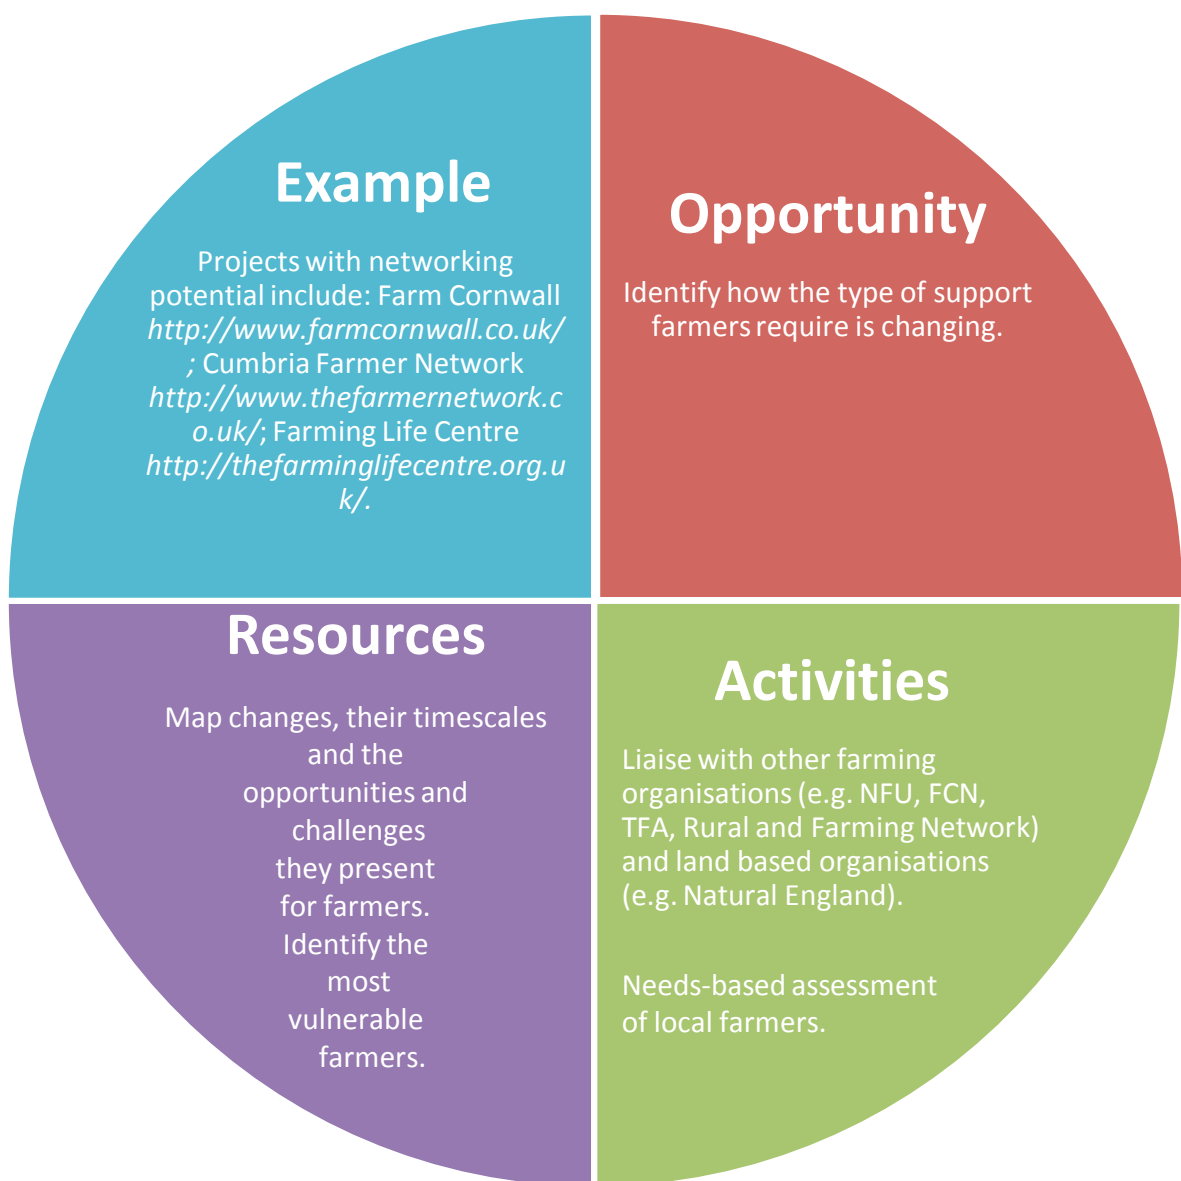 Example
Projects with networking
potential include: Farm Cornwall
http://www.farmcornwall.co.uk/
; Cumbria Farmer Network
http://www.thefarmernetwork.c
o.uk/; Farming Life Centre
http://thefarminglifecentre.org.u
k/.
Opportunity
Identify how the type of support
farmers require is changing.
Resources
Map changes, their timescales
and the
opportunities and
challenges
they present
for farmers.
Identify the
most
vulnerable
farmers.
Activities
Liaise with other farming
organisations (e.g. NFU, FCN,
TFA, Rural and Farming Network)
and land based organisations
(e.g. Natural England).
Needs-based assessment
of local farmers.